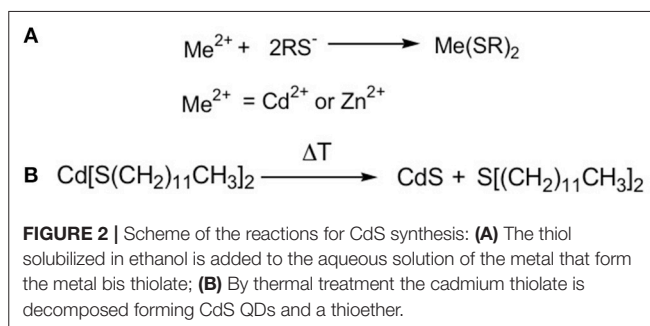 A Me²⁺ + 2RS⁻ ⟶ Me(SR)₂
Me²⁺ = Cd²⁺ or Zn²⁺
ΔT
B Cd[S(CH₂)₁₁CH₃]₂ ⟶ CdS + S[(CH₂)₁₁CH₃]₂
FIGURE 2 | Scheme of the reactions for CdS synthesis: (A) The thiol
solubilized in ethanol is added to the aqueous solution of the metal that form
the metal bis thiolate; (B) By thermal treatment the cadmium thiolate is
decomposed forming CdS QDs and a thioether.